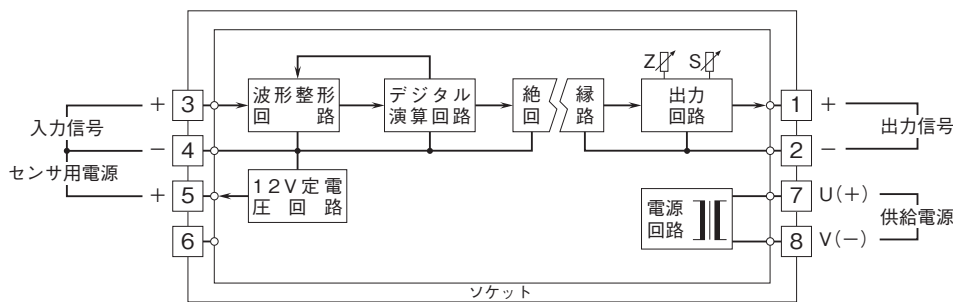 Z S
波形整形
回路
デジタル
演算回路
絶縁
回路
出力
回路
+ 3
入力信号
− 4
センサ用電源
+ 5
6
12V定電
圧回路
1 +
出力信号
2 −
電源
回路
7 U(+)
供給電源
8 V(−)
ソケット